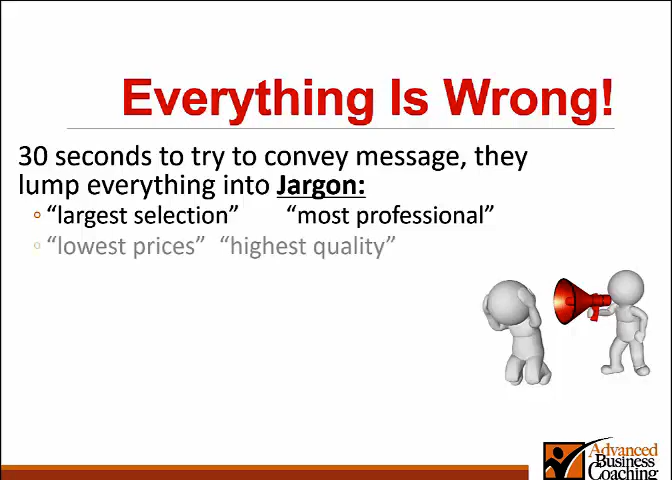 Everything Is Wrong!
30 seconds to try to convey message, they
lump everything into Jargon:
“largest selection” “most professional”
“lowest prices” “highest quality”
Advanced
Business
Coaching